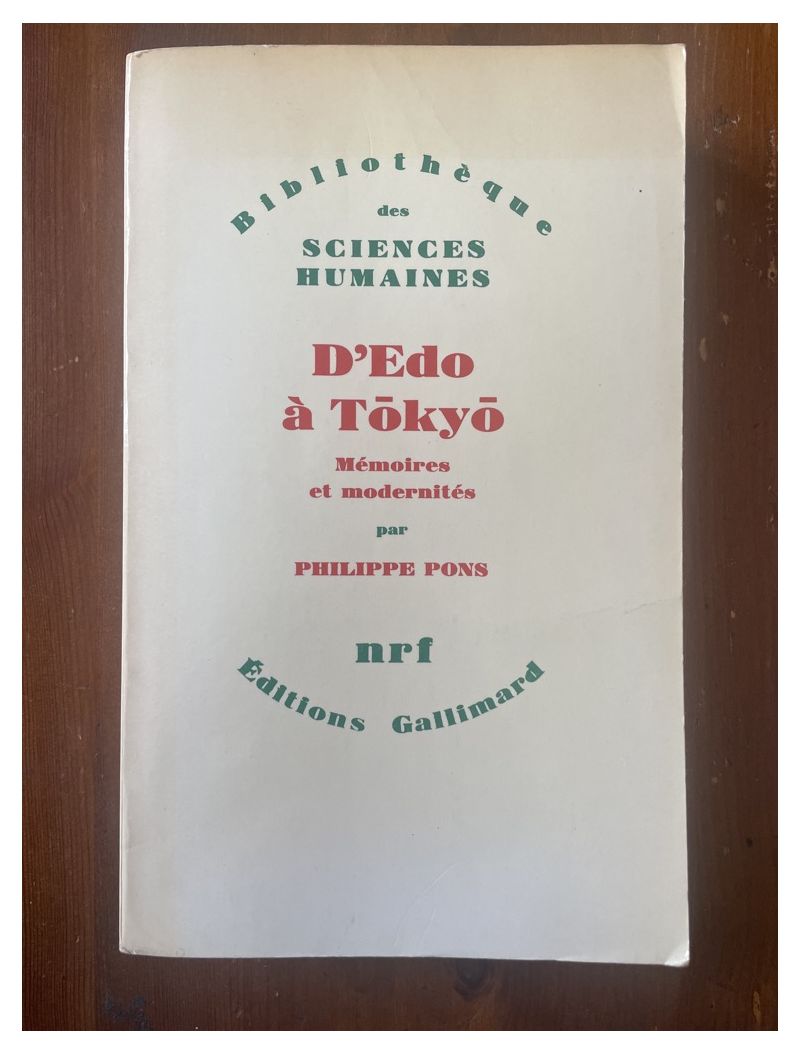 Bibliothèque
des
SCIENCES
HUMAINES
D'Edo
à Tōkyō
Mémoires
et modernités
par
PHILIPPE PONS
nrf
Éditions Gallimard